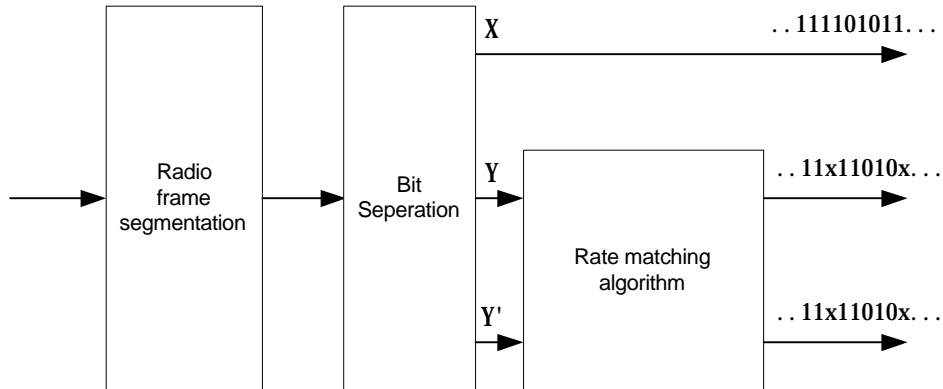 X
..111101011...
Radio
frame
segmentation
Bit
Seperation
Y
..11x11010x...
Rate matching
algorithm
Y'
..11x11010x...